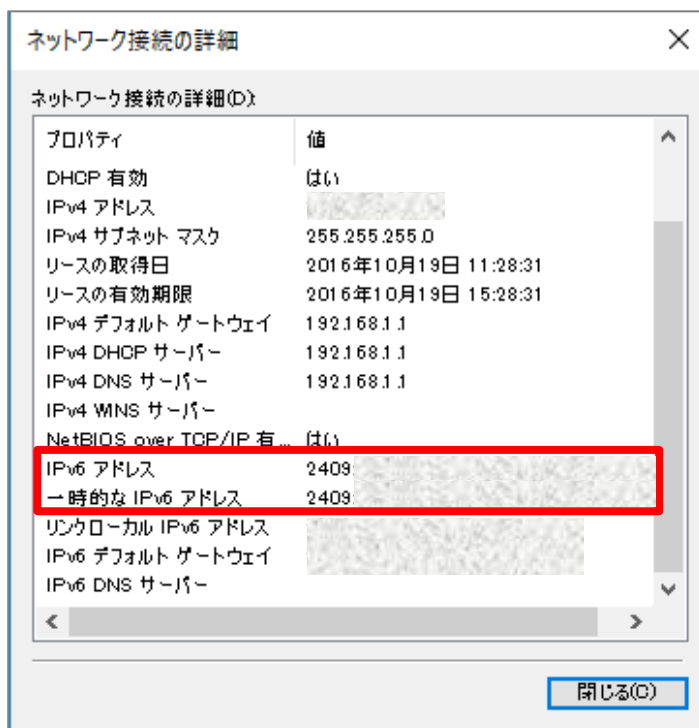 ネットワーク接続の詳細
ネットワーク接続の詳細(D):
プロパティ 値
DHCP 有効 はい
IPv4 アドレス
IPv4 サブネット マスク 255.255.255.0
リースの取得日 2016年10月19日 11:28:31
リースの有効期限 2016年10月19日 15:28:31
IPv4 デフォルト ゲートウェイ 192.168.1.1
IPv4 DHCP サーバー 192.168.1.1
IPv4 DNS サーバー 192.168.1.1
IPv4 WINS サーバー
NetBIOS over TCP/IP 有... はい
IPv6 アドレス 2409:
一時的な IPv6 アドレス 2409:
リンクローカル IPv6 アドレス
IPv6 デフォルト ゲートウェイ
IPv6 DNS サーバー
閉じる(C)